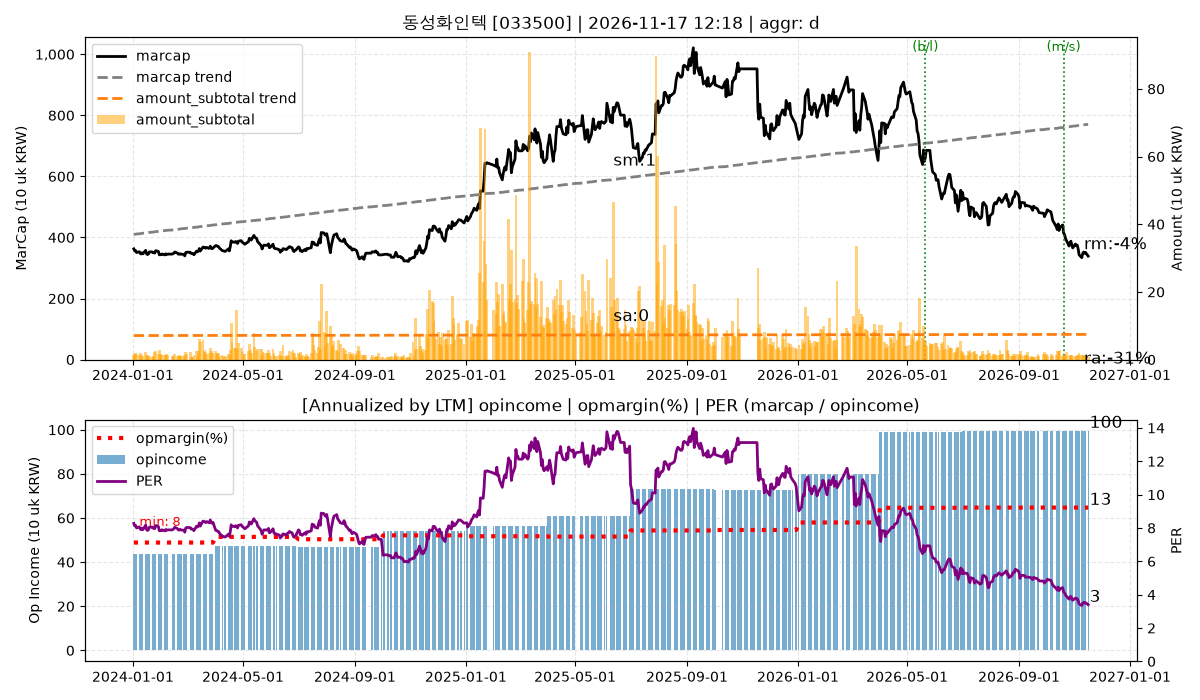 동성화인텍 [033500] | 2026-11-17 12:18 | aggr: d
marcap
marcap trend
amount_subtotal trend
amount_subtotal
(b/l)
(m/s)
1,000
800
600
400
200
0
MarCap (10 uk KRW)
80
60
40
20
0
Amount (10 uk KRW)
sm:1
sa:0
rm:-4%
ra:-31%
2024-01-01
2024-05-01
2024-09-01
2025-01-01
2025-05-01
2025-09-01
2026-01-01
2026-05-01
2026-09-01
2027-01-01
[Annualized by LTM] opincome | opmargin(%) | PER (marcap / opincome)
opmargin(%)
opincome
PER
min: 8
100
80
60
40
20
0
Op Income (10 uk KRW)
14
12
10
8
6
4
2
0
PER
100
13
3
2024-01-01
2024-05-01
2024-09-01
2025-01-01
2025-05-01
2025-09-01
2026-01-01
2026-05-01
2026-09-01
2027-01-01